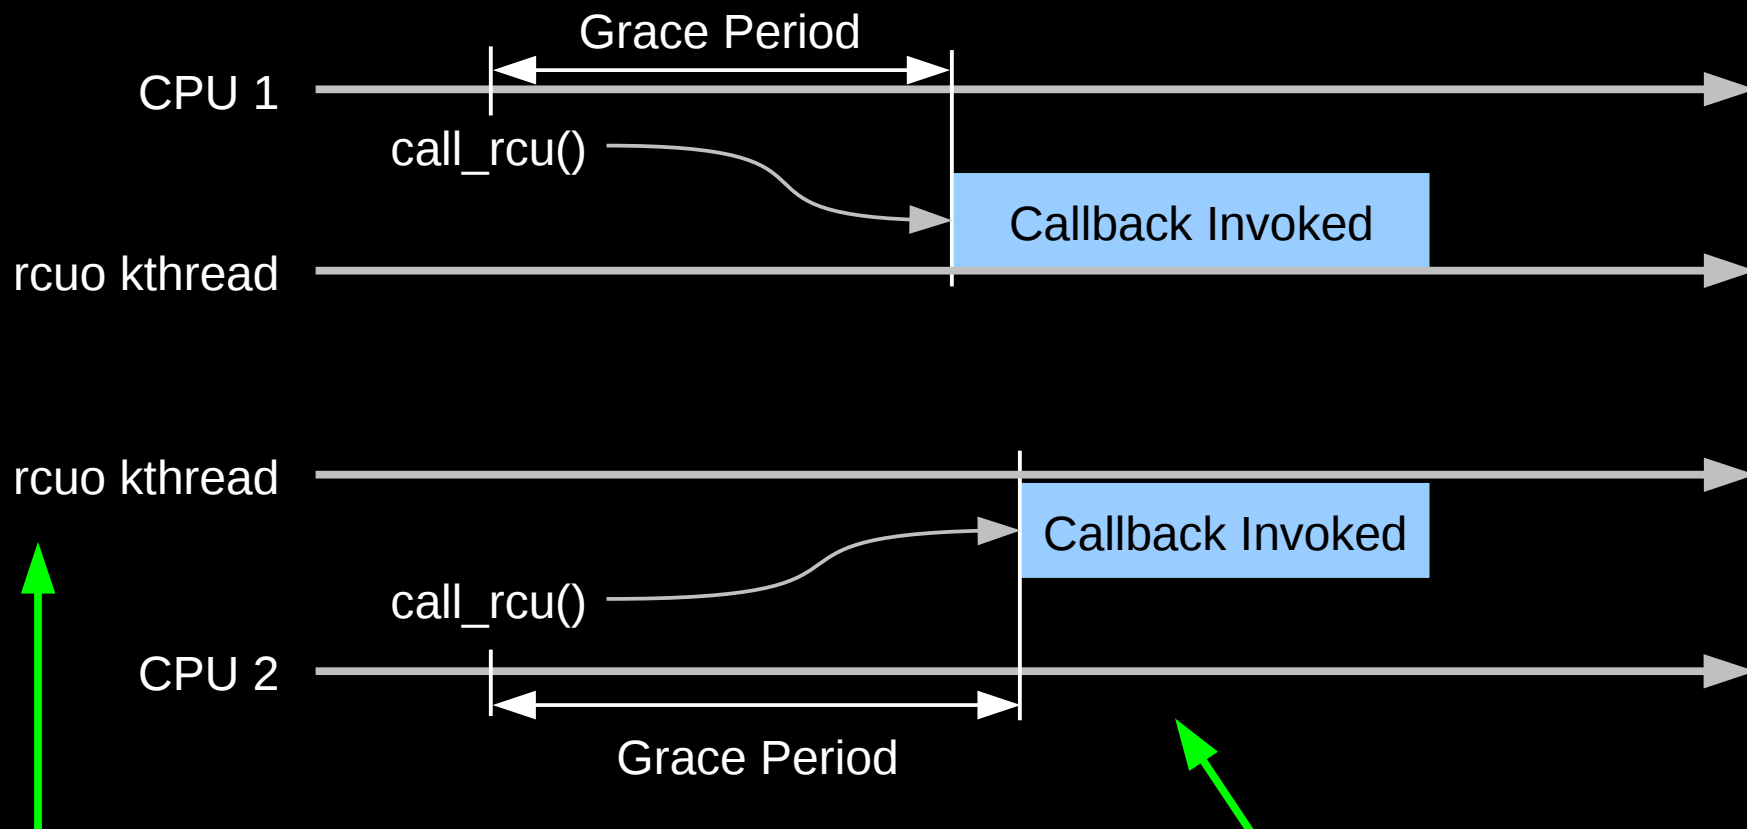 Grace Period
CPU 1
call_rcu()
Callback Invoked
rcuo kthread
rcuo kthread
Callback Invoked
call_rcu()
CPU 2
Grace Period